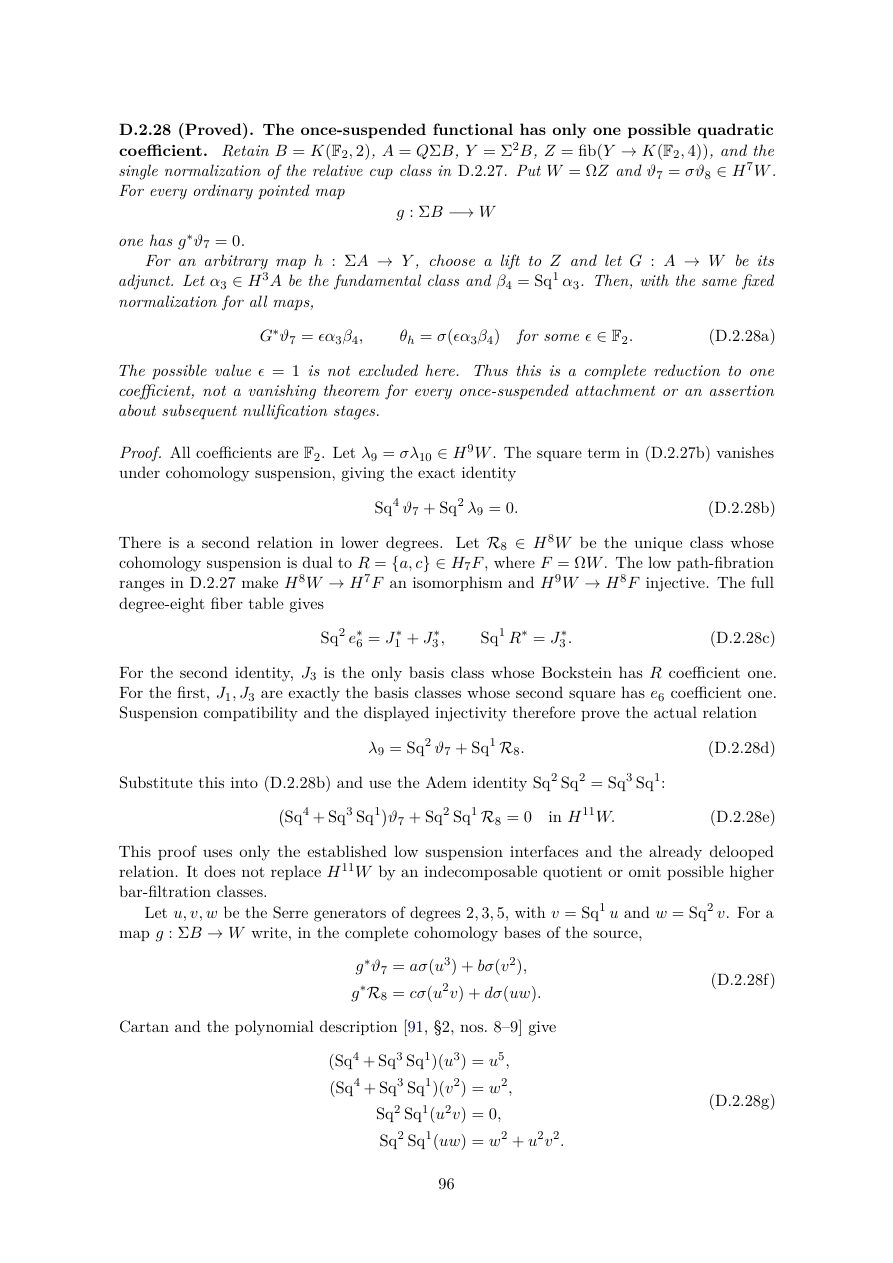 D.2.28 (Proved). The once-suspended functional has only one possible quadratic
coefficient. Retain B = K(𝔽₂, 2), A = QΣB, Y = Σ²B, Z = fib(Y → K(𝔽₂, 4)), and the
single normalization of the relative cup class in D.2.27. Put W = ΩZ and ϑ₇ = σϑ₈ ∈ H⁷W.
For every ordinary pointed map
g : ΣB ⟶ W
one has g*ϑ₇ = 0.
For an arbitrary map h : ΣA → Y, choose a lift to Z and let G : A → W be its
adjunct. Let α₃ ∈ H³A be the fundamental class and β₄ = Sq¹ α₃. Then, with the same fixed
normalization for all maps,
G*ϑ₇ = ϵα₃β₄, θₕ = σ(ϵα₃β₄) for some ϵ ∈ 𝔽₂. (D.2.28a)
The possible value ϵ = 1 is not excluded here. Thus this is a complete reduction to one
coefficient, not a vanishing theorem for every once-suspended attachment or an assertion
about subsequent nullification stages.
Proof. All coefficients are 𝔽₂. Let λ₉ = σλ₁₀ ∈ H⁹W. The square term in (D.2.27b) vanishes
under cohomology suspension, giving the exact identity
Sq⁴ ϑ₇ + Sq² λ₉ = 0. (D.2.28b)
There is a second relation in lower degrees. Let ℛ₈ ∈ H⁸W be the unique class whose
cohomology suspension is dual to R = {a, c} ∈ H₇F, where F = ΩW. The low path-fibration
ranges in D.2.27 make H⁸W → H⁷F an isomorphism and H⁹W → H⁸F injective. The full
degree-eight fiber table gives
Sq² e₆* = J₁* + J₃*, Sq¹ R* = J₃*. (D.2.28c)
For the second identity, J₃ is the only basis class whose Bockstein has R coefficient one.
For the first, J₁, J₃ are exactly the basis classes whose second square has e₆ coefficient one.
Suspension compatibility and the displayed injectivity therefore prove the actual relation
λ₉ = Sq² ϑ₇ + Sq¹ ℛ₈. (D.2.28d)
Substitute this into (D.2.28b) and use the Adem identity Sq² Sq² = Sq³ Sq¹:
(Sq⁴ + Sq³ Sq¹)ϑ₇ + Sq² Sq¹ ℛ₈ = 0 in H¹¹W. (D.2.28e)
This proof uses only the established low suspension interfaces and the already delooped
relation. It does not replace H¹¹W by an indecomposable quotient or omit possible higher
bar-filtration classes.
Let u, v, w be the Serre generators of degrees 2, 3, 5, with v = Sq¹ u and w = Sq² v. For a
map g : ΣB → W write, in the complete cohomology bases of the source,
g*ϑ₇ = aσ(u³) + bσ(v²),
g*ℛ₈ = cσ(u²v) + dσ(uw). (D.2.28f)
Cartan and the polynomial description [91, §2, nos. 8–9] give
(Sq⁴ + Sq³ Sq¹)(u³) = u⁵,
(Sq⁴ + Sq³ Sq¹)(v²) = w²,
Sq² Sq¹(u²v) = 0, (D.2.28g)
Sq² Sq¹(uw) = w² + u²v².
96